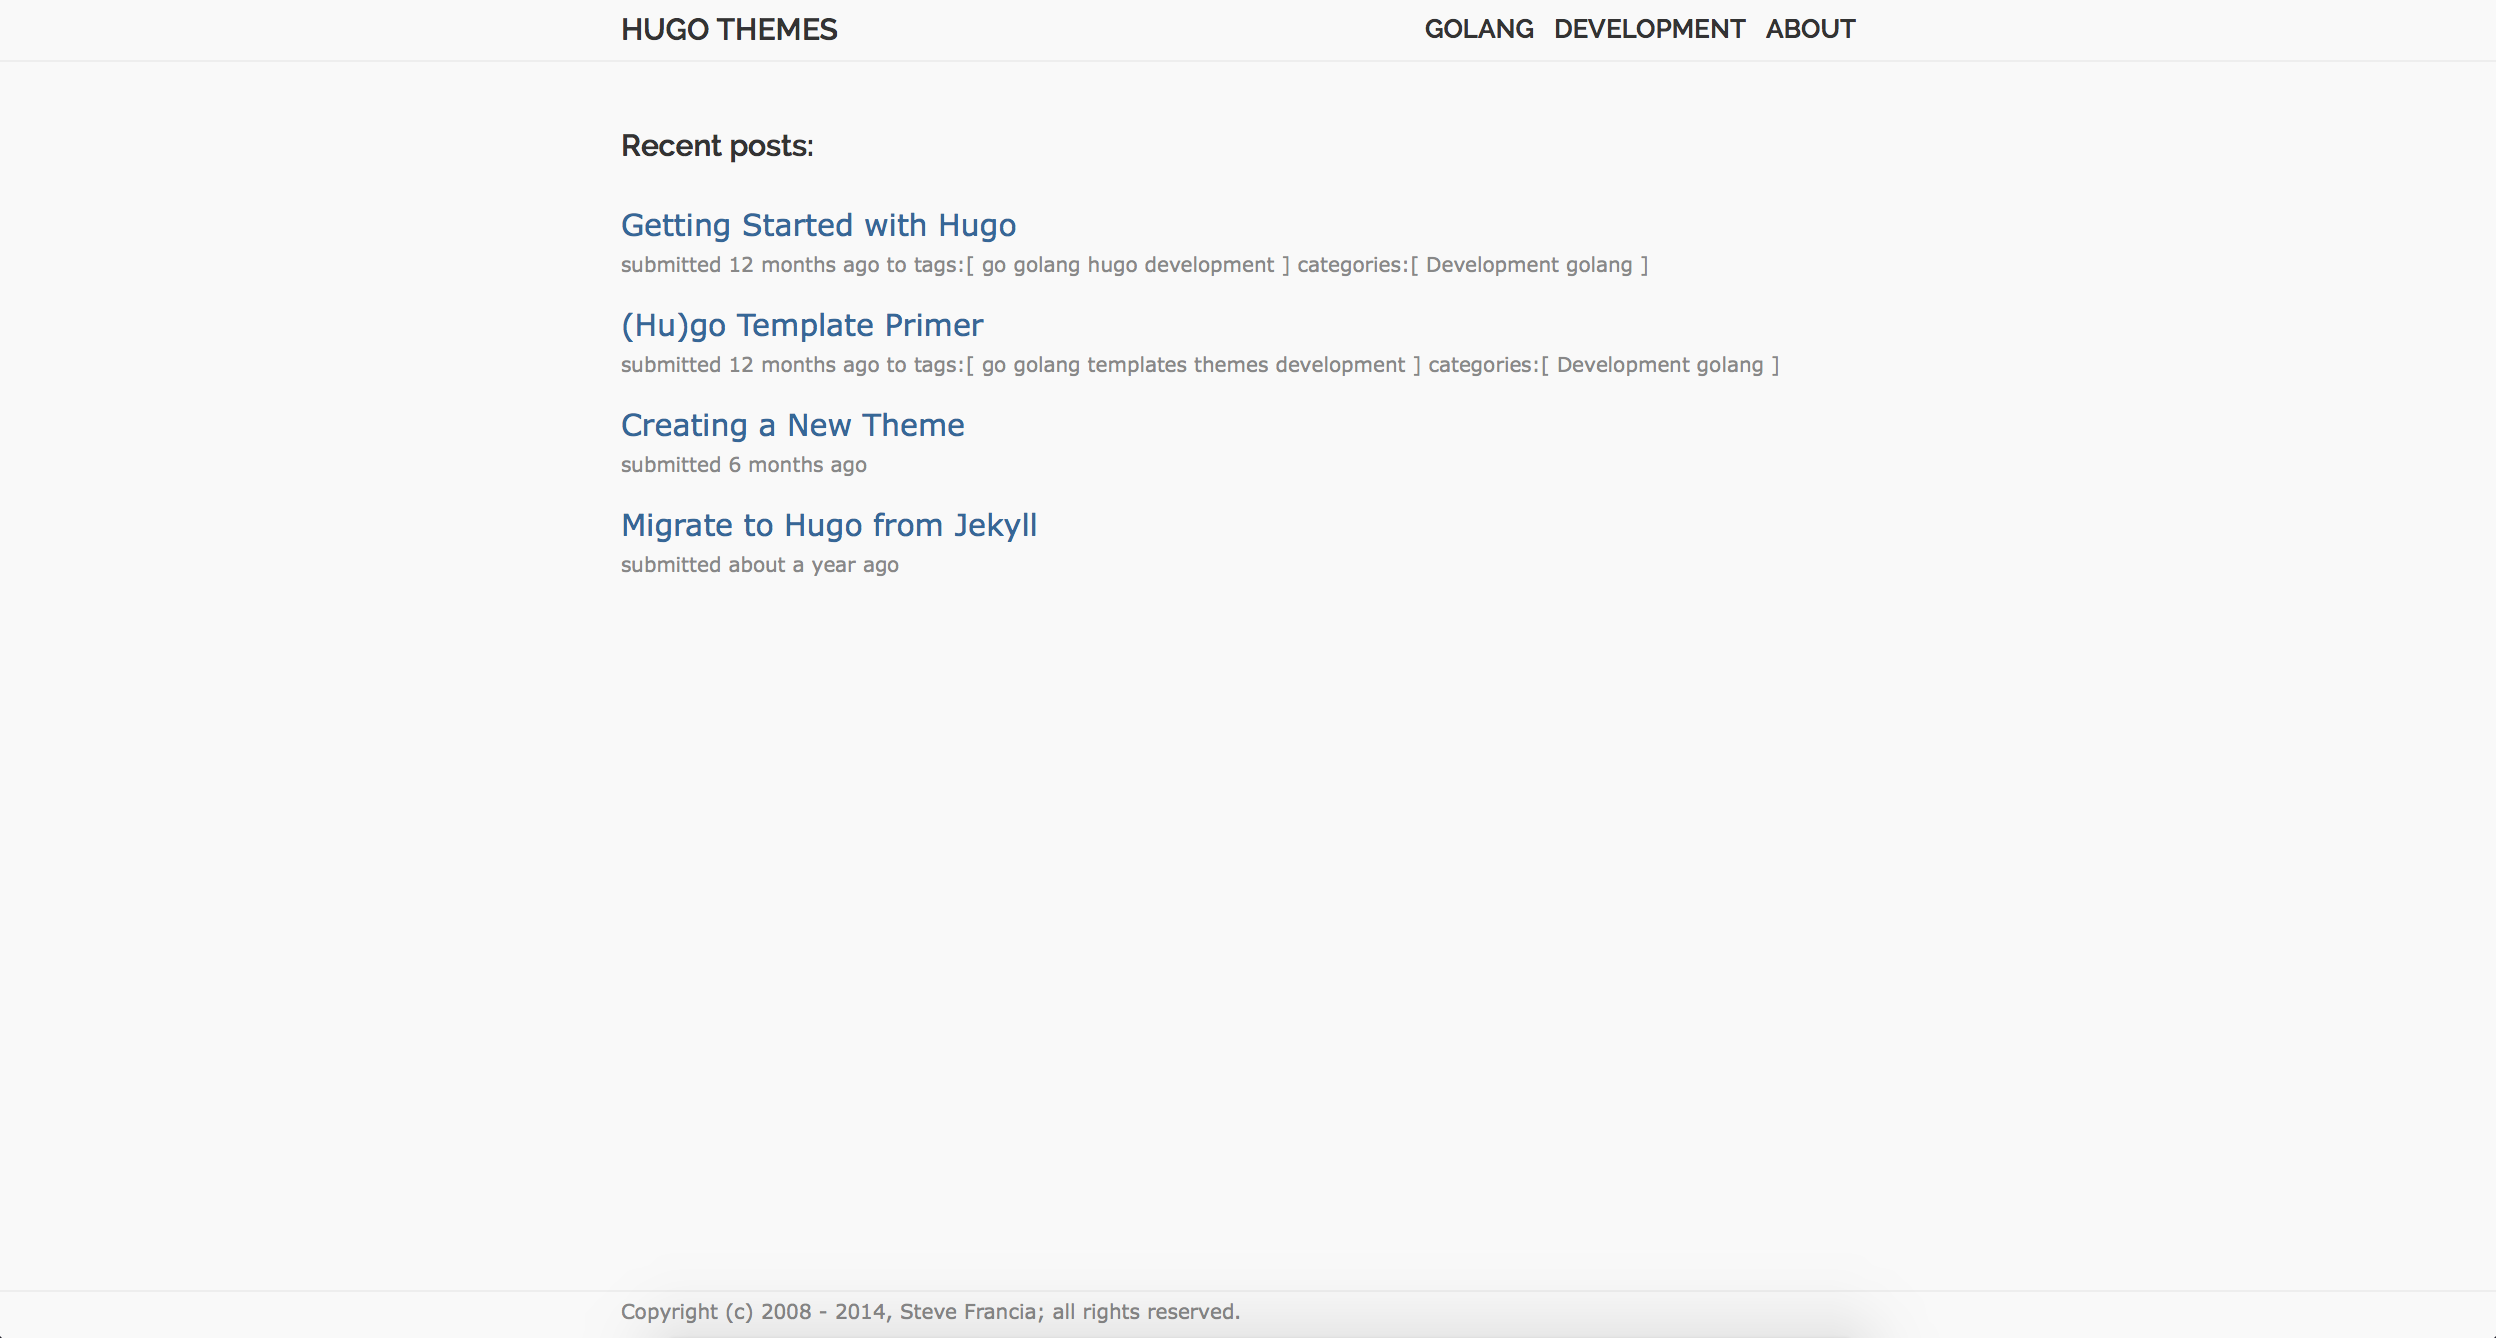 HUGO THEMES
GOLANG DEVELOPMENT ABOUT
Recent posts:
Getting Started with Hugo
submitted 12 months ago to tags:[ go golang hugo development ] categories:[ Development golang ]
(Hu)go Template Primer
submitted 12 months ago to tags:[ go golang templates themes development ] categories:[ Development golang ]
Creating a New Theme
submitted 6 months ago
Migrate to Hugo from Jekyll
submitted about a year ago
Copyright (c) 2008 - 2014, Steve Francia; all rights reserved.